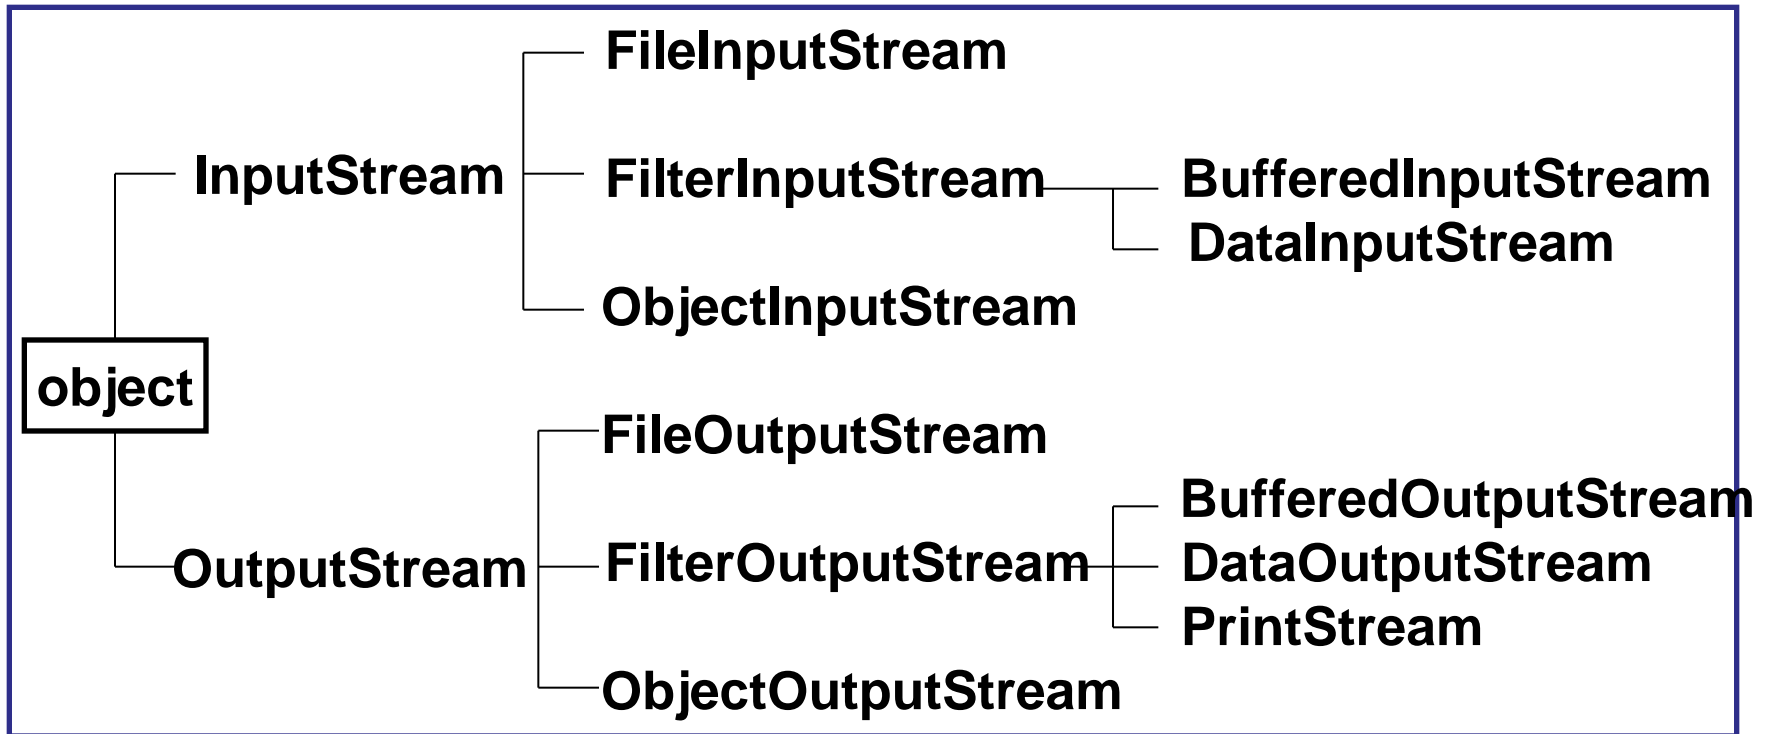 FileInputStream
InputStream
FilterInputStream
BufferedInputStream
DataInputStream
ObjectInputStream
object
FileOutputStream
OutputStream
FilterOutputStream
BufferedOutputStream
DataOutputStream
PrintStream
ObjectOutputStream